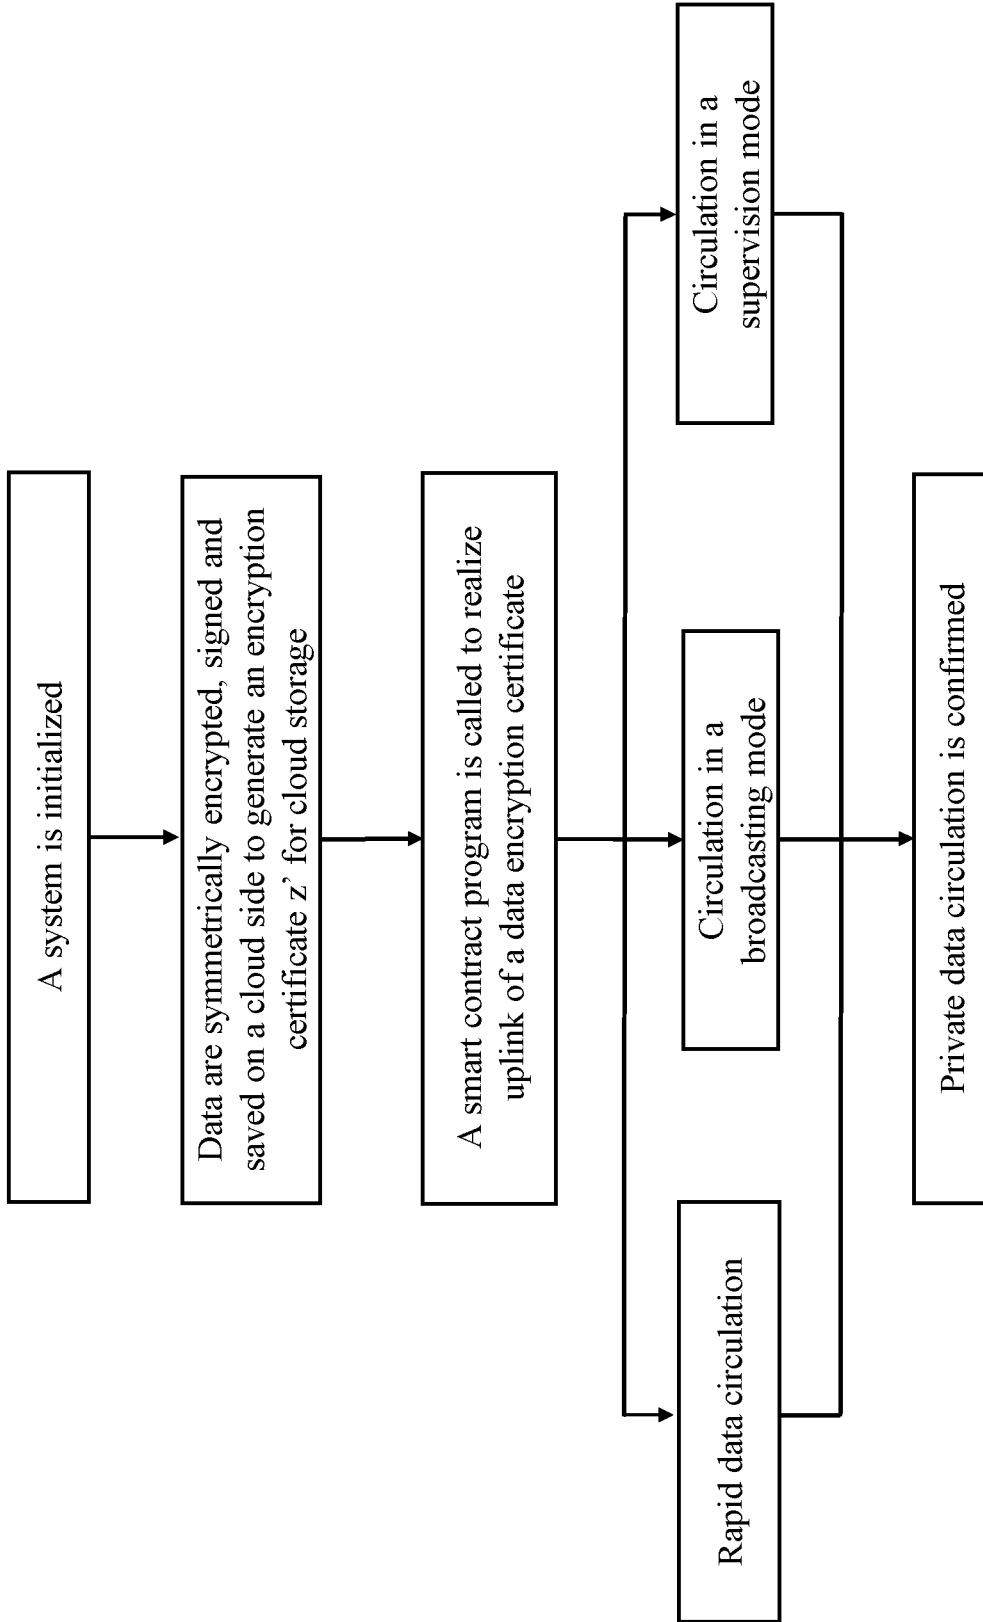 A system is initialized
Data are symmetrically encrypted, signed and
saved on a cloud side to generate an encryption
certificate z’ for cloud storage
A smart contract program is called to realize
uplink of a data encryption certificate
Rapid data circulation
Circulation in a
broadcasting mode
Circulation in a
supervision mode
Private data circulation is confirmed